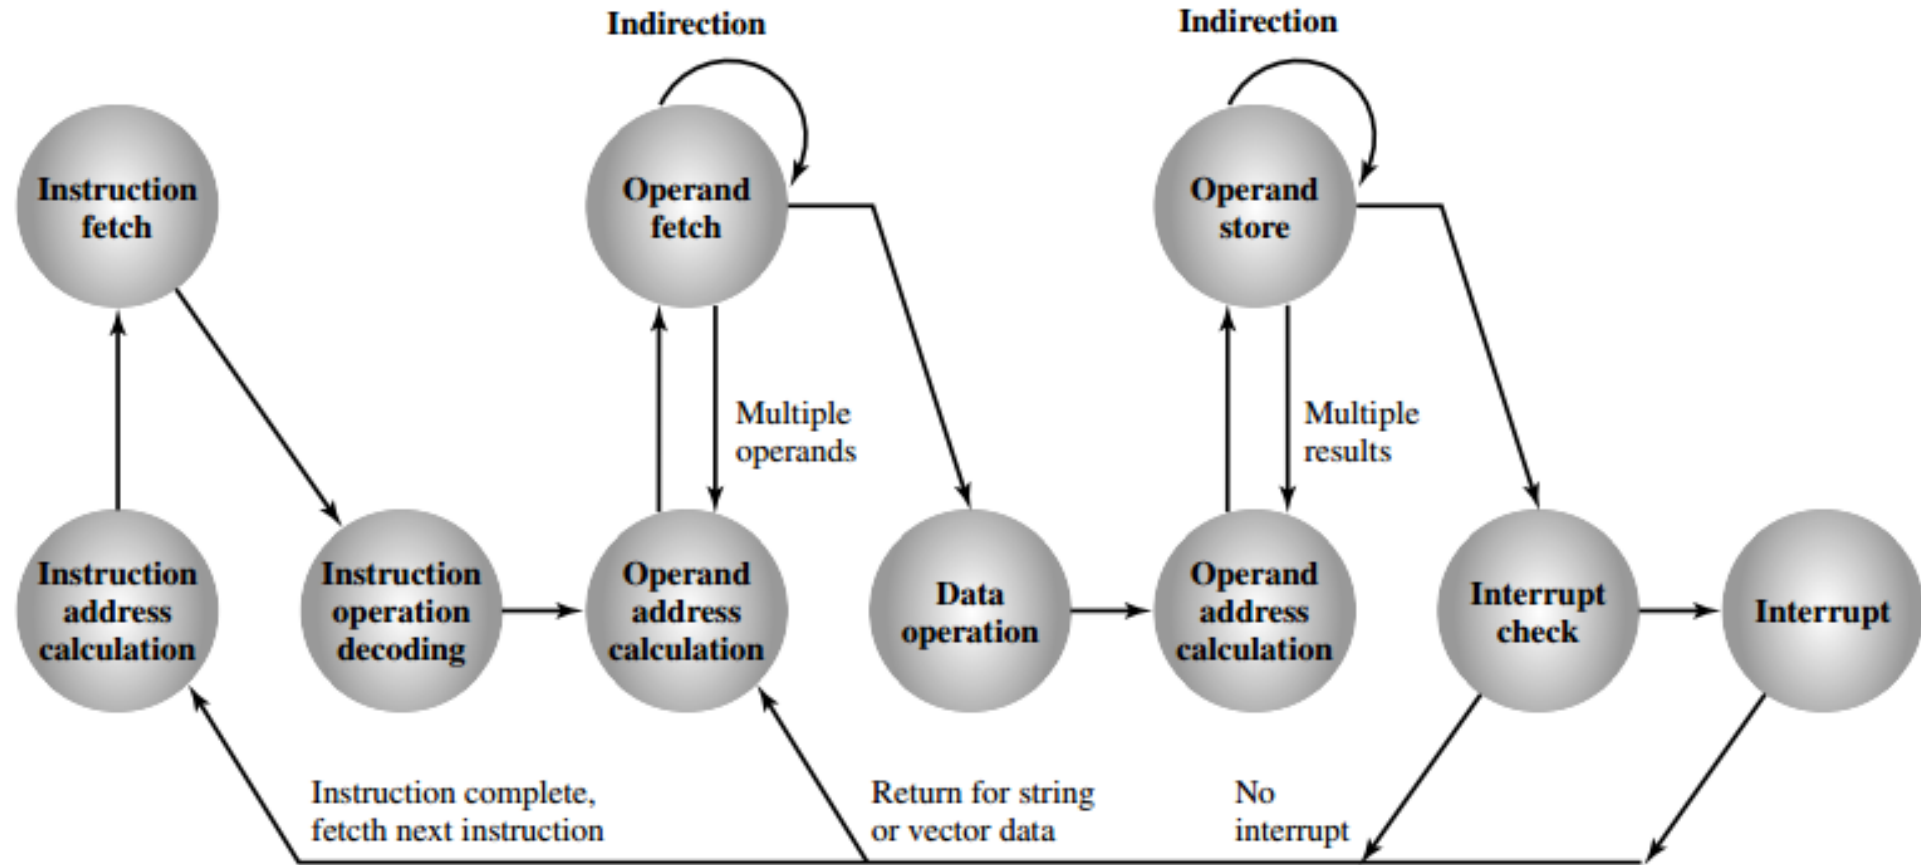 Indirection
Indirection
Instruction
fetch
Operand
fetch
Operand
store
Multiple
operands
Multiple
results
Instruction
address
calculation
Instruction
operation
decoding
Operand
address
calculation
Data
operation
Operand
address
calculation
Interrupt
check
Interrupt
Instruction complete,
fetcth next instruction
Return for string
or vector data
No
interrupt